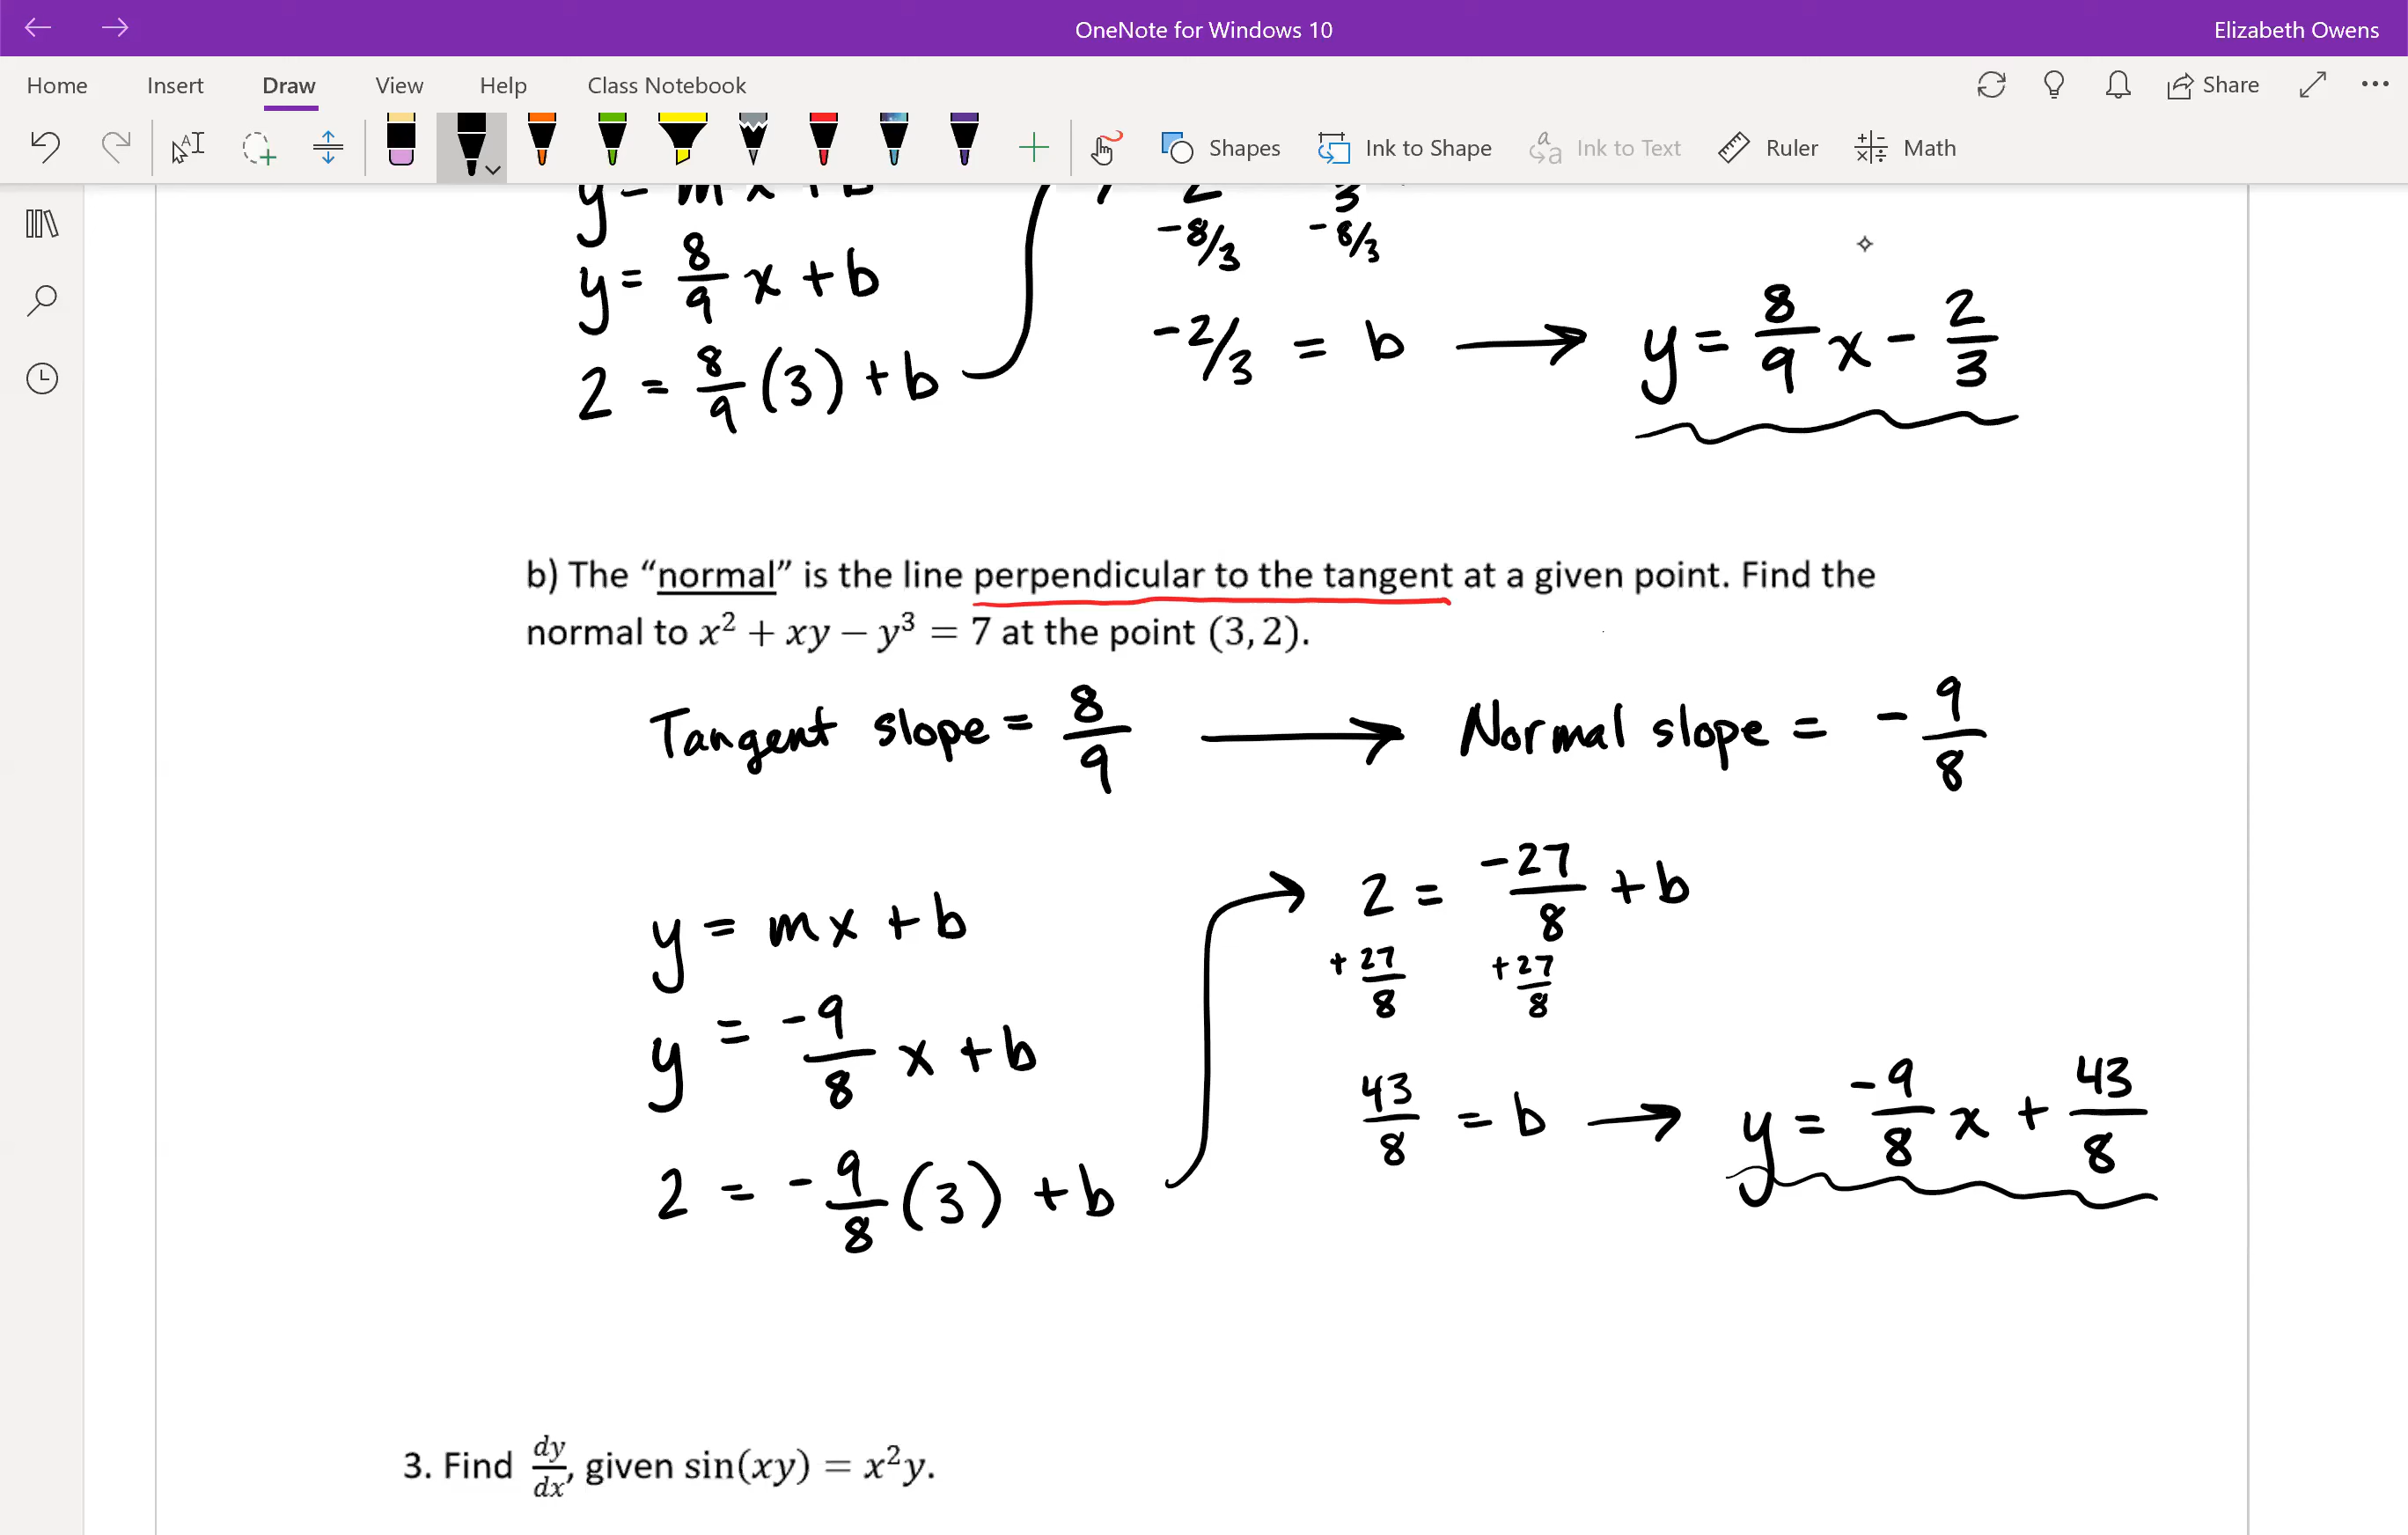 OneNote for Windows 10
Elizabeth Owens
Home Insert Draw View Help Class Notebook Share
Shapes Ink to Shape Ink to Text Ruler Math
y = mx + b
y = 8/9 x + b
2 = 8/9 (3) + b
2 3
-8/3 -8/3
-2/3 = b → y = 8/9 x - 2/3
b) The “normal” is the line perpendicular to the tangent at a given point. Find the
normal to x² + xy − y³ = 7 at the point (3, 2).
Tangent slope = 8/9 → Normal slope = - 9/8
y = mx + b
y = -9/8 x + b
2 = - 9/8 (3) + b
2 = -27/8 + b
+ 27/8 + 27/8
43/8 = b → y = -9/8 x + 43/8
3. Find dy/dx, given sin(xy) = x²y.